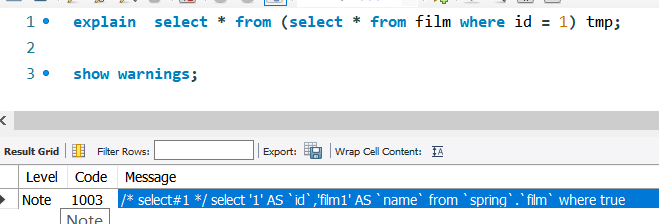 1 explain select * from (select * from film where id = 1) tmp;
2
3 show warnings;
Result Grid Filter Rows: Export: Wrap Cell Content: IA
Level Code Message
Note 1003 /* select#1 */ select '1' AS `id`,'film1' AS `name` from `spring`.`film` where true
Note